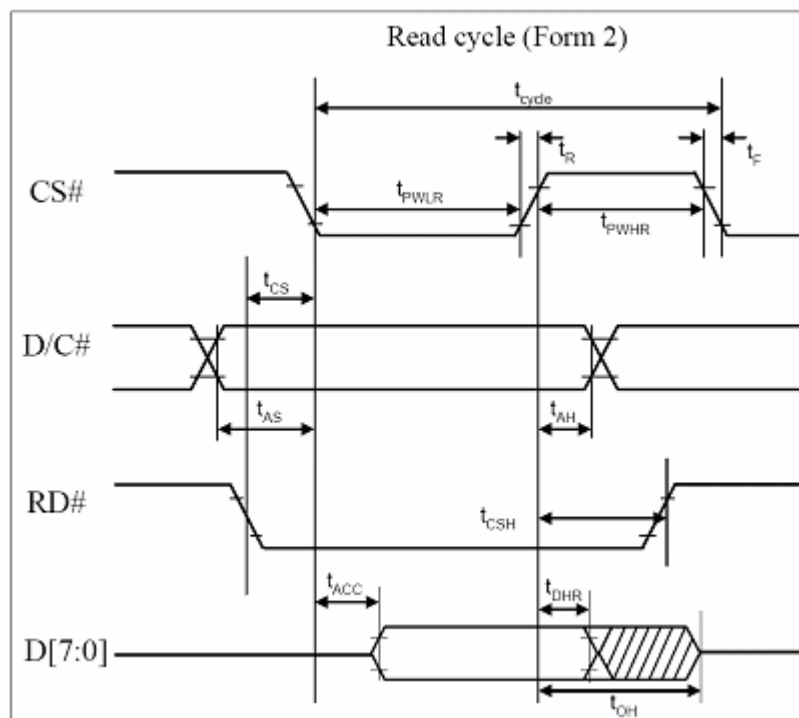 Read cycle (Form 2)
tcycle
tR
tF
CS#
tPWLR
tPWHR
tCS
D/C#
tAS
tAH
RD#
tCSH
tACC
tDHR
D[7:0]
tOH